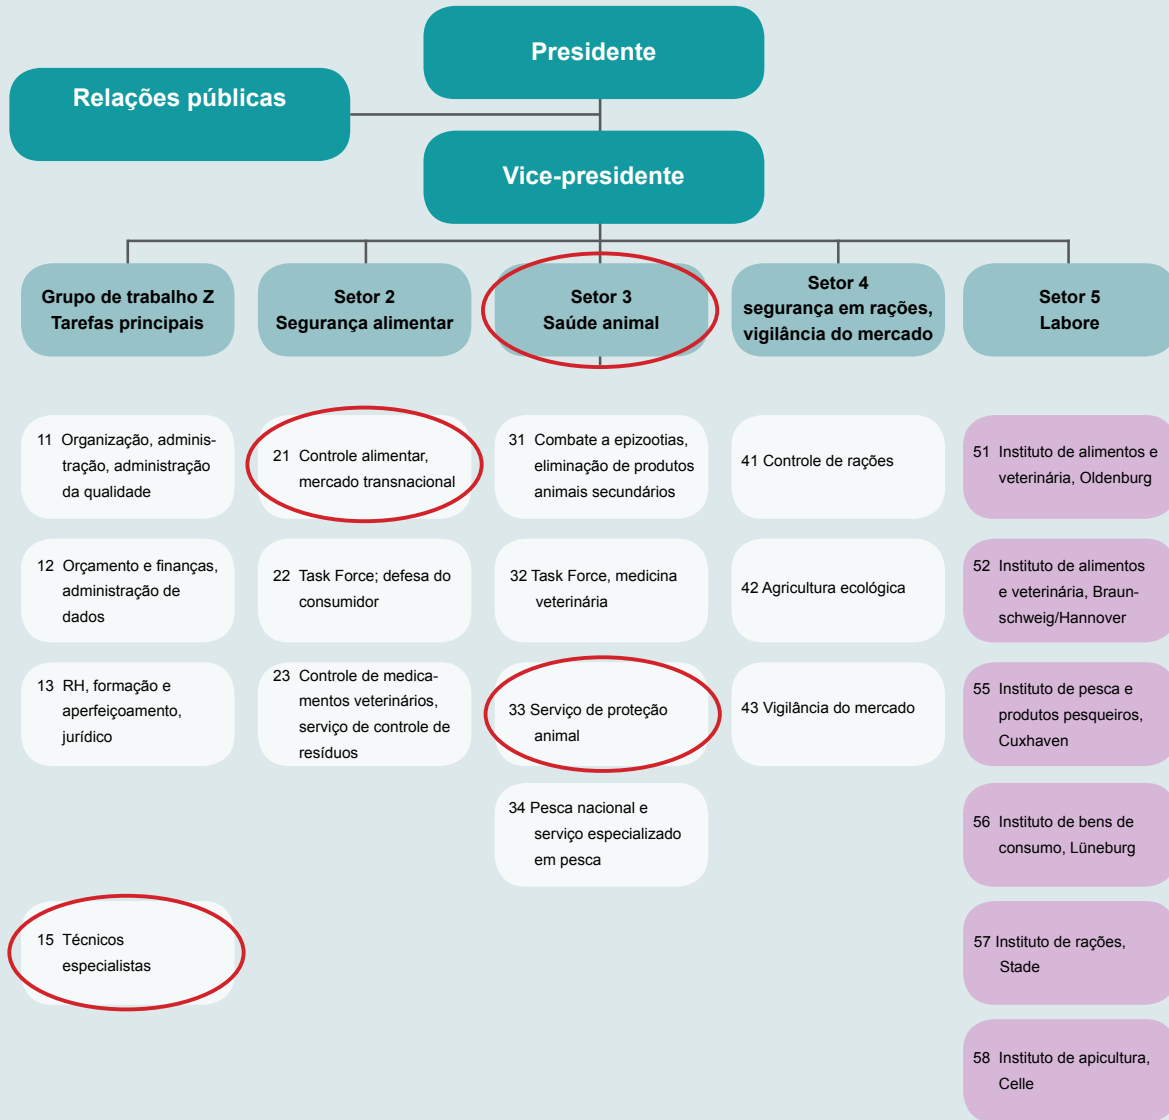 Presidente
Relações públicas
Vice-presidente
Grupo de trabalho Z
Tarefas principais
Setor 2
Segurança alimentar
Setor 3
Saúde animal
Setor 4
segurança em rações,
vigilância do mercado
Setor 5
Labore
11 Organização, adminis-
tração, administração
da qualidade
21 Controle alimentar,
mercado transnacional
31 Combate a epizootias,
eliminação de produtos
animais secundários
41 Controle de rações
51 Instituto de alimentos e
veterinária, Oldenburg
12 Orçamento e finanças,
administração de
dados
22 Task Force; defesa do
consumidor
32 Task Force, medicina
veterinária
42 Agricultura ecológica
52 Instituto de alimentos
e veterinária, Braun-
schweig/Hannover
13 RH, formação e
aperfeiçoamento,
jurídico
23 Controle de medica-
mentos veterinários,
serviço de controle de
resíduos
33 Serviço de proteção
animal
43 Vigilância do mercado
55 Instituto de pesca e
produtos pesqueiros,
Cuxhaven
34 Pesca nacional e
serviço especializado
em pesca
56 Instituto de bens de
consumo, Lüneburg
15 Técnicos
especialistas
57 Instituto de rações,
Stade
58 Instituto de apicultura,
Celle